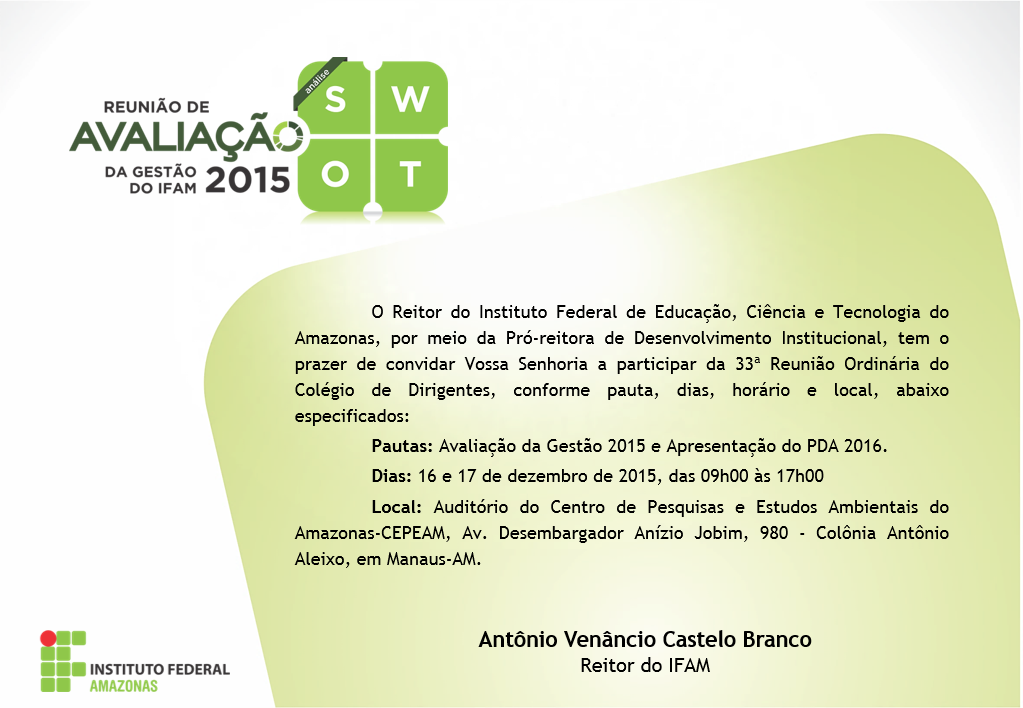 análise
S W
O T
REUNIÃO DE
AVALIAÇÃO
DA GESTÃO
DO IFAM 2015
O Reitor do Instituto Federal de Educação, Ciência e Tecnologia do
Amazonas, por meio da Pró-reitora de Desenvolvimento Institucional, tem o
prazer de convidar Vossa Senhoria a participar da 33ª Reunião Ordinária do
Colégio de Dirigentes, conforme pauta, dias, horário e local, abaixo
especificados:
Pautas: Avaliação da Gestão 2015 e Apresentação do PDA 2016.
Dias: 16 e 17 de dezembro de 2015, das 09h00 às 17h00
Local: Auditório do Centro de Pesquisas e Estudos Ambientais do
Amazonas-CEPEAM, Av. Desembargador Anízio Jobim, 980 - Colônia Antônio
Aleixo, em Manaus-AM.
Antônio Venâncio Castelo Branco
Reitor do IFAM
INSTITUTO FEDERAL
AMAZONAS